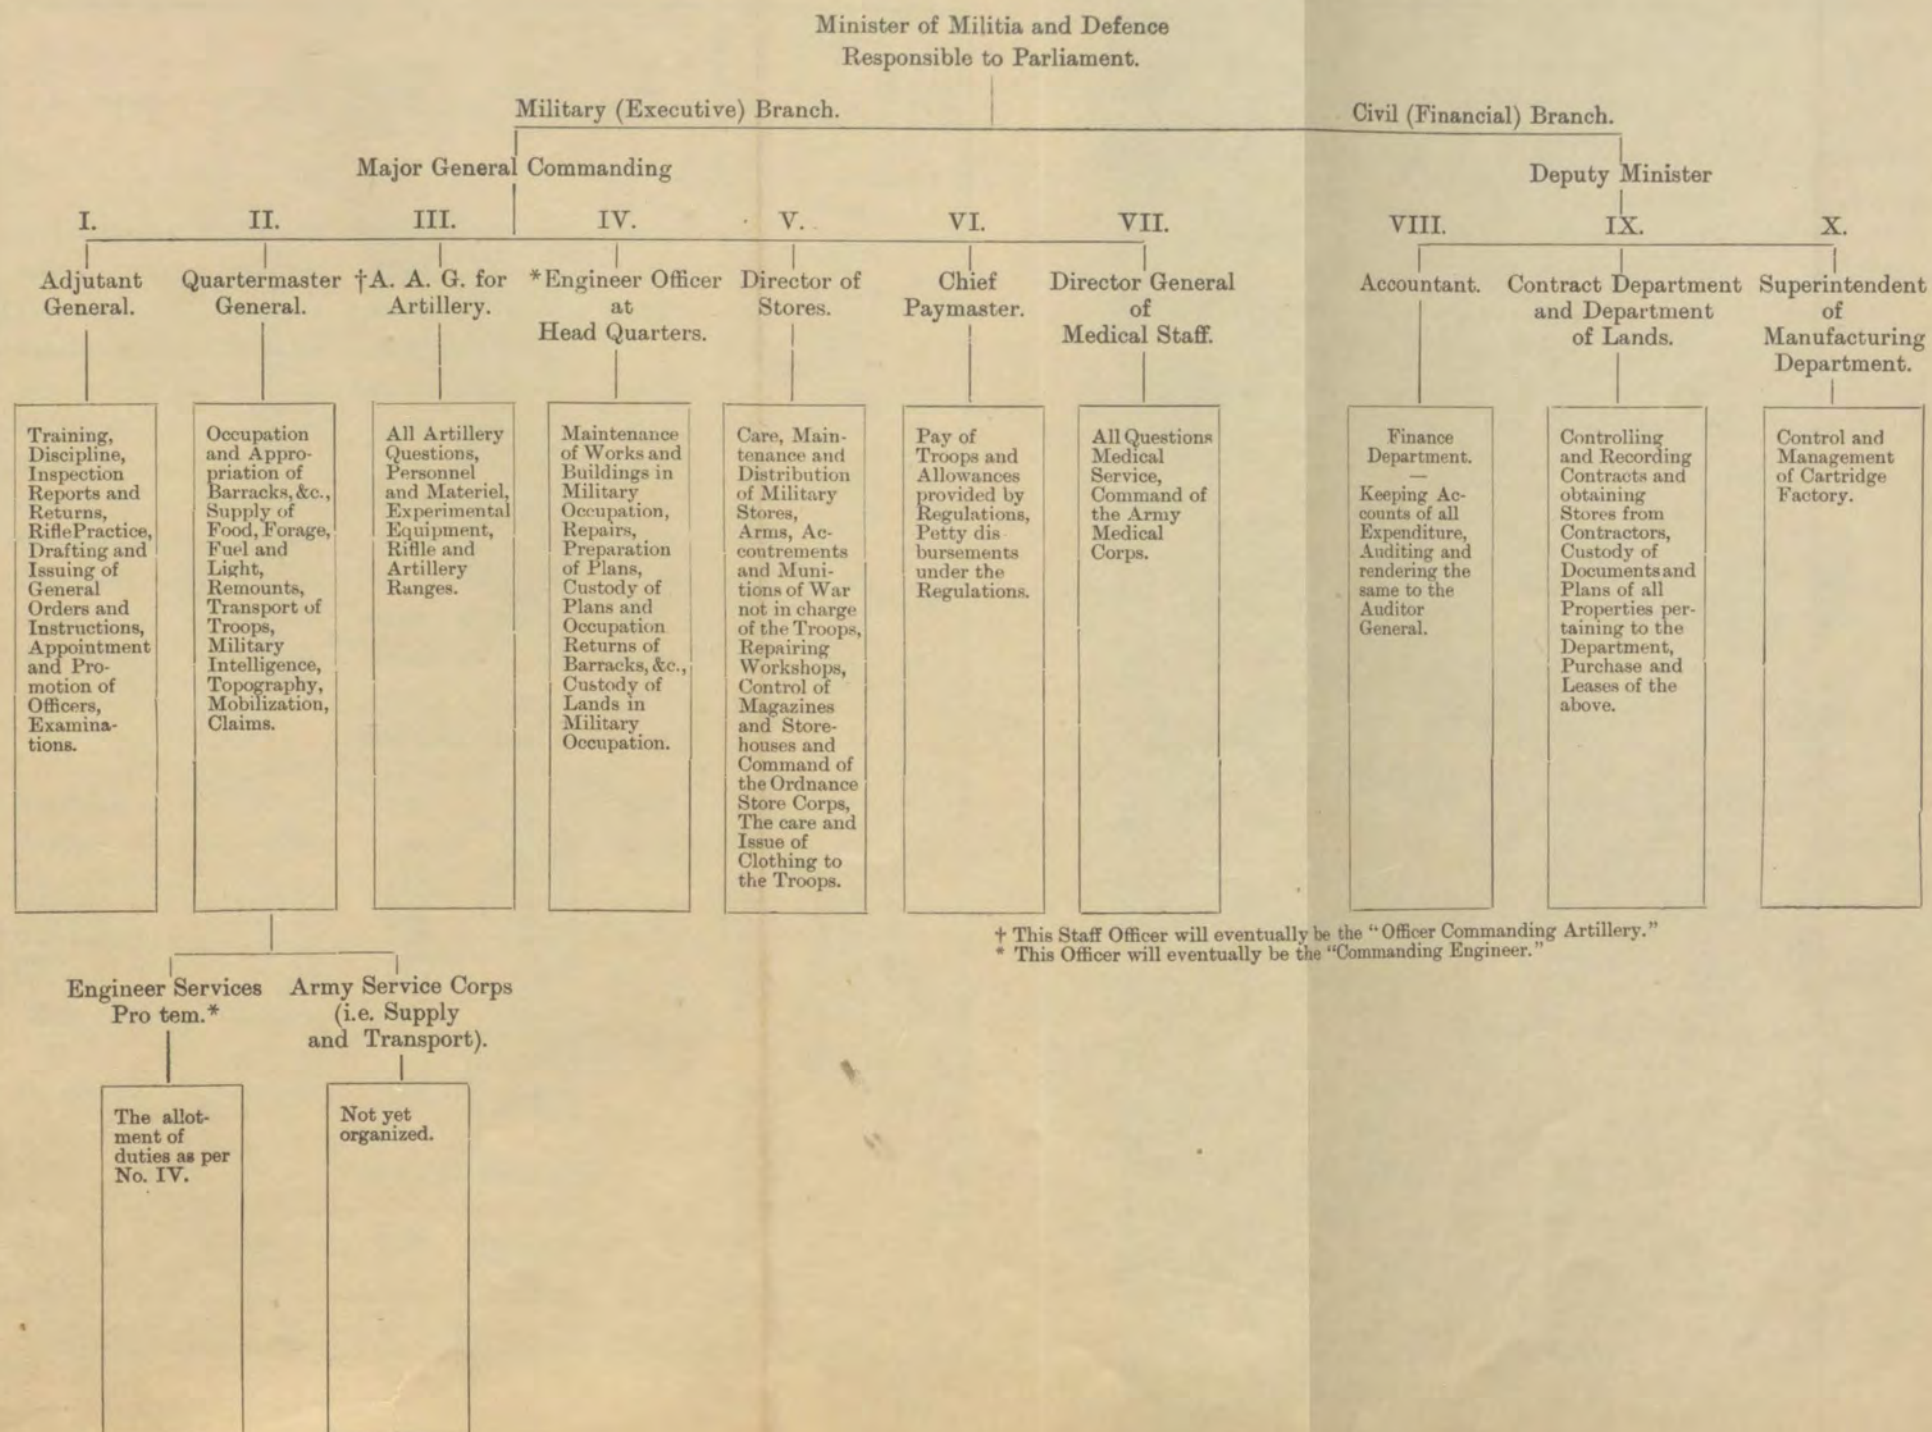 Minister of Militia and Defence
Responsible to Parliament.
Military (Executive) Branch.
Civil (Financial) Branch.
Major General Commanding
Deputy Minister
I.
Adjutant
General.
Training,
Discipline,
Inspection
Reports and
Returns,
Rifle Practice,
Drafting and
Issuing of
General
Orders and
Instructions,
Appointment
and Pro-
motion of
Officers,
Examina-
tions.
II.
Quartermaster
General.
Occupation
and Appro-
priation of
Barracks, &c.,
Supply of
Food, Forage,
Fuel and
Light,
Remounts,
Transport of
Troops,
Military
Intelligence,
Topography,
Mobilization,
Claims.
III.
†A. A. G. for
Artillery.
All Artillery
Questions,
Personnel
and Materiel,
Experimental
Equipment,
Rifle and
Artillery
Ranges.
IV.
*Engineer Officer
at
Head Quarters.
Maintenance
of Works and
Buildings in
Military
Occupation,
Repairs,
Preparation
of Plans,
Custody of
Plans and
Occupation
Returns of
Barracks, &c.,
Custody of
Lands in
Military
Occupation.
V.
Director of
Stores.
Care, Main-
tenance and
Distribution
of Military
Stores,
Arms, Ac-
coutrements
and Muni-
tions of War
not in charge
of the Troops,
Repairing
Workshops,
Control of
Magazines
and Store-
houses and
Command of
the Ordnance
Store Corps,
The care and
Issue of
Clothing to
the Troops.
VI.
Chief
Paymaster.
Pay of
Troops and
Allowances
provided by
Regulations,
Petty dis
bursements
under the
Regulations.
VII.
Director General
of
Medical Staff.
All Questions
Medical
Service,
Command of
the Army
Medical
Corps.
VIII.
Accountant.
Finance
Department.
—
Keeping Ac-
counts of all
Expenditure,
Auditing and
rendering the
same to the
Auditor
General.
IX.
Contract Department
and Department
of Lands.
Controlling
and Recording
Contracts and
obtaining
Stores from
Contractors,
Custody of
Documents and
Plans of all
Properties per-
taining to the
Department,
Purchase and
Leases of the
above.
X.
Superintendent
of
Manufacturing
Department.
Control and
Management
of Cartridge
Factory.
† This Staff Officer will eventually be the "Officer Commanding Artillery."
* This Officer will eventually be the "Commanding Engineer."
Engineer Services
Pro tem.*
The allot-
ment of
duties as per
No. IV.
Army Service Corps
(i.e. Supply
and Transport).
Not yet
organized.